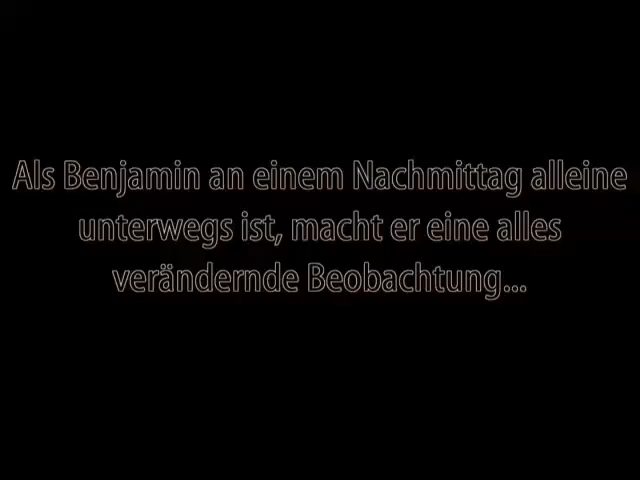 Als Benjamin an einem Nachmittag alleine
unterwegs ist, macht er eine alles
verändernde Beobachtung...